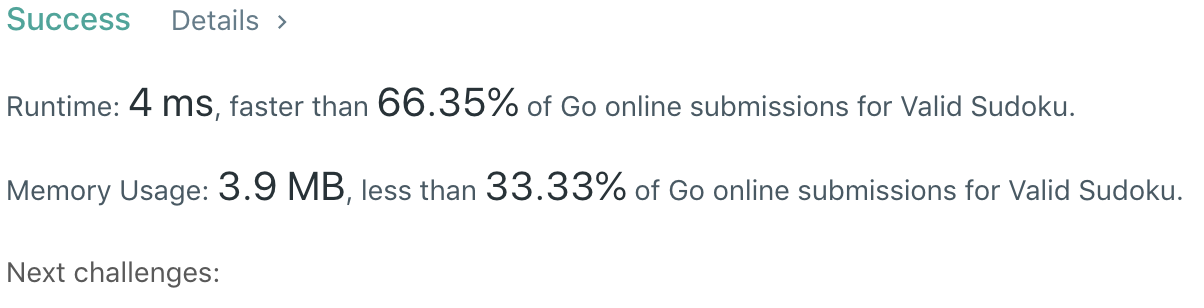 Success Details >
Runtime: 4 ms, faster than 66.35% of Go online submissions for Valid Sudoku.
Memory Usage: 3.9 MB, less than 33.33% of Go online submissions for Valid Sudoku.
Next challenges: